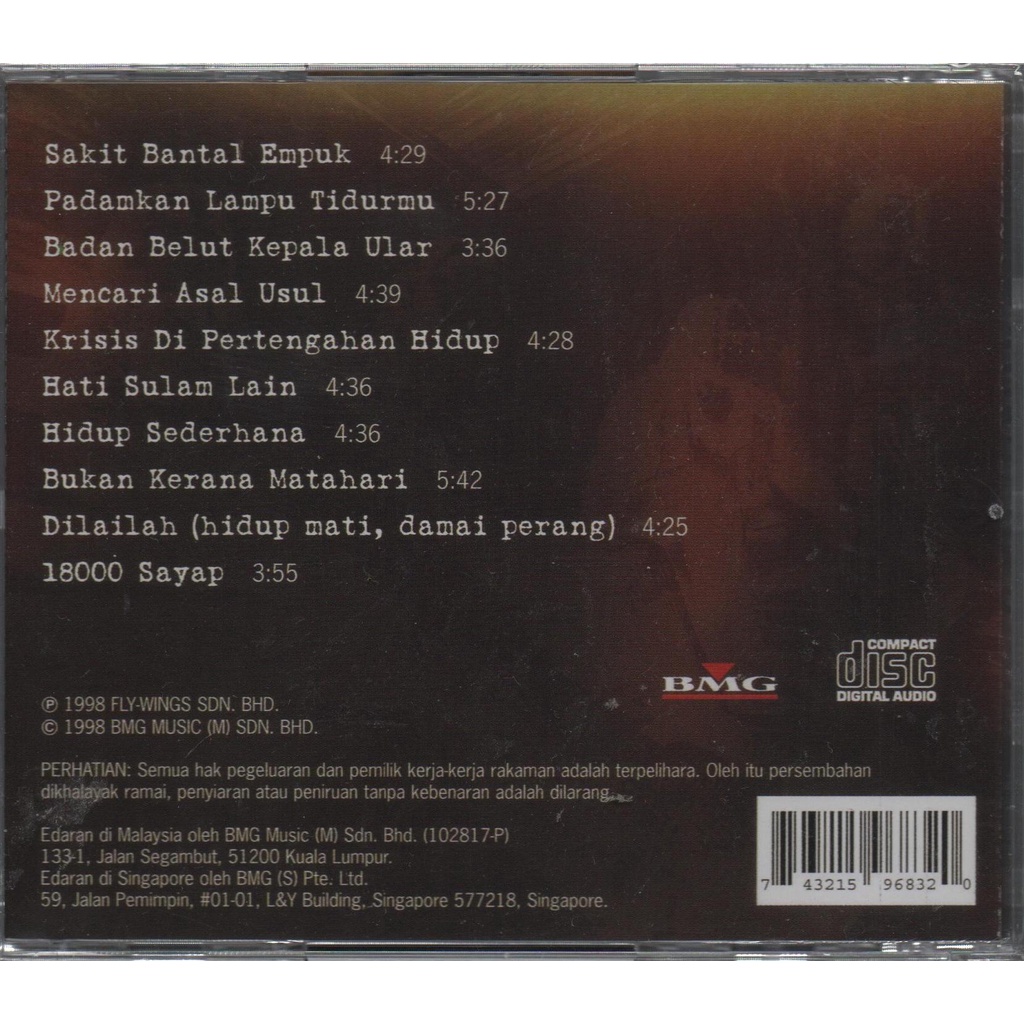 Sakit Bantal Empuk 4:29
Padamkan Lampu Tidurmu 5:27
Badan Belut Kepala Ular 3:36
Mencari Asal Usul 4:39
Krisis Di Pertengahan Hidup 4:28
Hati Sulam Lain 4:36
Hidup Sederhana 4:36
Bukan Kerana Matahari 5:42
Dilailah (hidup mati, damai perang) 4:25
18000 Sayap 3:55
BMG
COMPACT
disc
DIGITAL AUDIO
℗ 1998 FLY-WINGS SDN. BHD.
© 1998 BMG MUSIC (M) SDN. BHD.
PERHATIAN: Semua hak pegeluaran dan pemilik kerja-kerja rakaman adalah terpelihara. Oleh itu persembahan
dikhalayak ramai, penyiaran atau peniruan tanpa kebenaran adalah dilarang.
Edaran di Malaysia oleh BMG Music (M) Sdn. Bhd. (102817-P)
133-1, Jalan Segambut, 51200 Kuala Lumpur.
Edaran di Singapore oleh BMG (S) Pte. Ltd.
59, Jalan Pemimpin, #01-01, L&Y Building, Singapore 577218, Singapore.
7 43215 96832 0